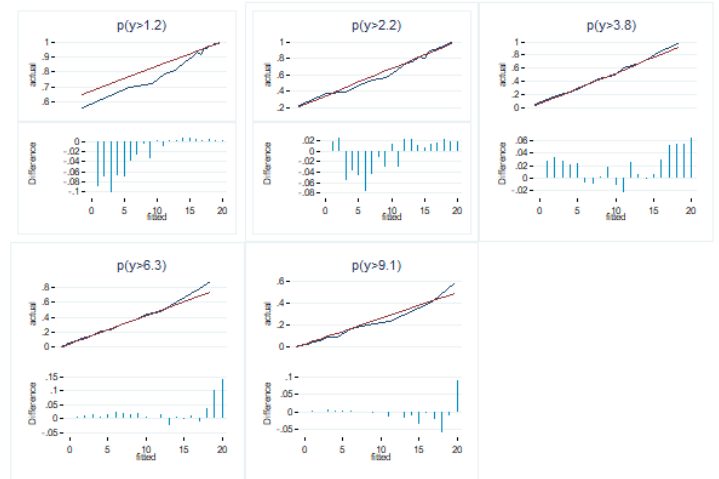 p(y>1.2)
1
.9
.8
.7
.6
actual
0
-.02
-.04
-.06
-.08
-.1
Difference
0 5 10 15 20
fitted
p(y>2.2)
1
.8
.6
.4
.2
actual
.02
0
-.02
-.04
-.06
-.08
Difference
0 5 10 15 20
fitted
p(y>3.8)
1
.8
.6
.4
.2
0
actual
.06
.04
.02
0
-.02
Difference
0 5 10 15 20
fitted
p(y>6.3)
.8
.6
.4
.2
0
actual
.15
.1
.05
0
-.05
Difference
0 5 10 15 20
fitted
p(y>9.1)
.6
.4
.2
0
actual
.1
.05
0
-.05
Difference
0 5 10 15 20
fitted